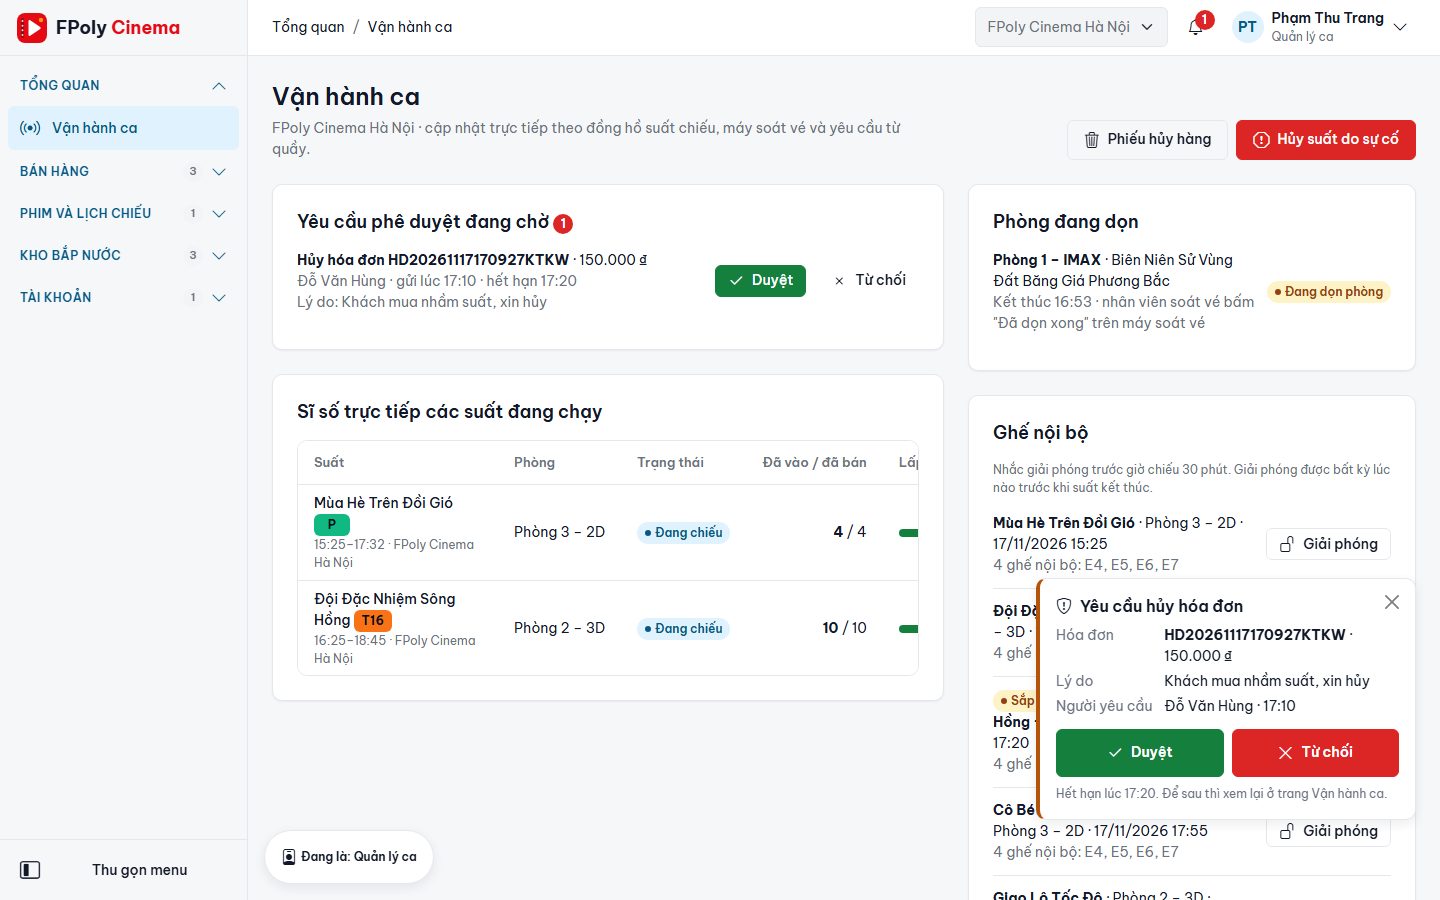 FPoly Cinema
Tổng quan / Vận hành ca
FPoly Cinema Hà Nội
1
PT
Phạm Thu Trang
Quản lý ca
TỔNG QUAN
Vận hành ca
BÁN HÀNG 3
PHIM VÀ LỊCH CHIẾU 1
KHO BẮP NƯỚC 3
TÀI KHOẢN 1
Thu gọn menu
Vận hành ca
FPoly Cinema Hà Nội · cập nhật trực tiếp theo đồng hồ suất chiếu, máy soát vé và yêu cầu từ
quầy.
Phiếu hủy hàng
Hủy suất do sự cố
Yêu cầu phê duyệt đang chờ 1
Hủy hóa đơn HD20261117170927KTKW · 150.000 ₫
Đỗ Văn Hùng · gửi lúc 17:10 · hết hạn 17:20
Lý do: Khách mua nhầm suất, xin hủy
Duyệt
Từ chối
Sĩ số trực tiếp các suất đang chạy
Suất Phòng Trạng thái Đã vào / đã bán Lấp
Mùa Hè Trên Đồi Gió
P
15:25–17:32 · FPoly Cinema
Hà Nội
Phòng 3 – 2D
Đang chiếu
4 / 4
Đội Đặc Nhiệm Sông
Hồng T16
16:25–18:45 · FPoly Cinema
Hà Nội
Phòng 2 – 3D
Đang chiếu
10 / 10
Đang là: Quản lý ca
Phòng đang dọn
Phòng 1 – IMAX · Biên Niên Sử Vùng
Đất Băng Giá Phương Bắc
Kết thúc 16:53 · nhân viên soát vé bấm
"Đã dọn xong" trên máy soát vé
Đang dọn phòng
Ghế nội bộ
Nhắc giải phóng trước giờ chiếu 30 phút. Giải phóng được bất kỳ lúc
nào trước khi suất kết thúc.
Mùa Hè Trên Đồi Gió · Phòng 3 – 2D ·
17/11/2026 15:25
4 ghế nội bộ: E4, E5, E6, E7
Giải phóng
Đội
– 3D ·
4 ghế
Sắp
Hồng
17:20
4 ghế
Cô Bé
Phòng 3 – 2D · 17/11/2026 17:55
4 ghế nội bộ: E4, E5, E6, E7
Giải phóng
Giao Lộ Tốc Độ · Phòng 2 – 3D ·
Yêu cầu hủy hóa đơn
Hóa đơn HD20261117170927KTKW ·
150.000 ₫
Lý do Khách mua nhầm suất, xin hủy
Người yêu cầu Đỗ Văn Hùng · 17:10
Duyệt
Từ chối
Hết hạn lúc 17:20. Để sau thì xem lại ở trang Vận hành ca.